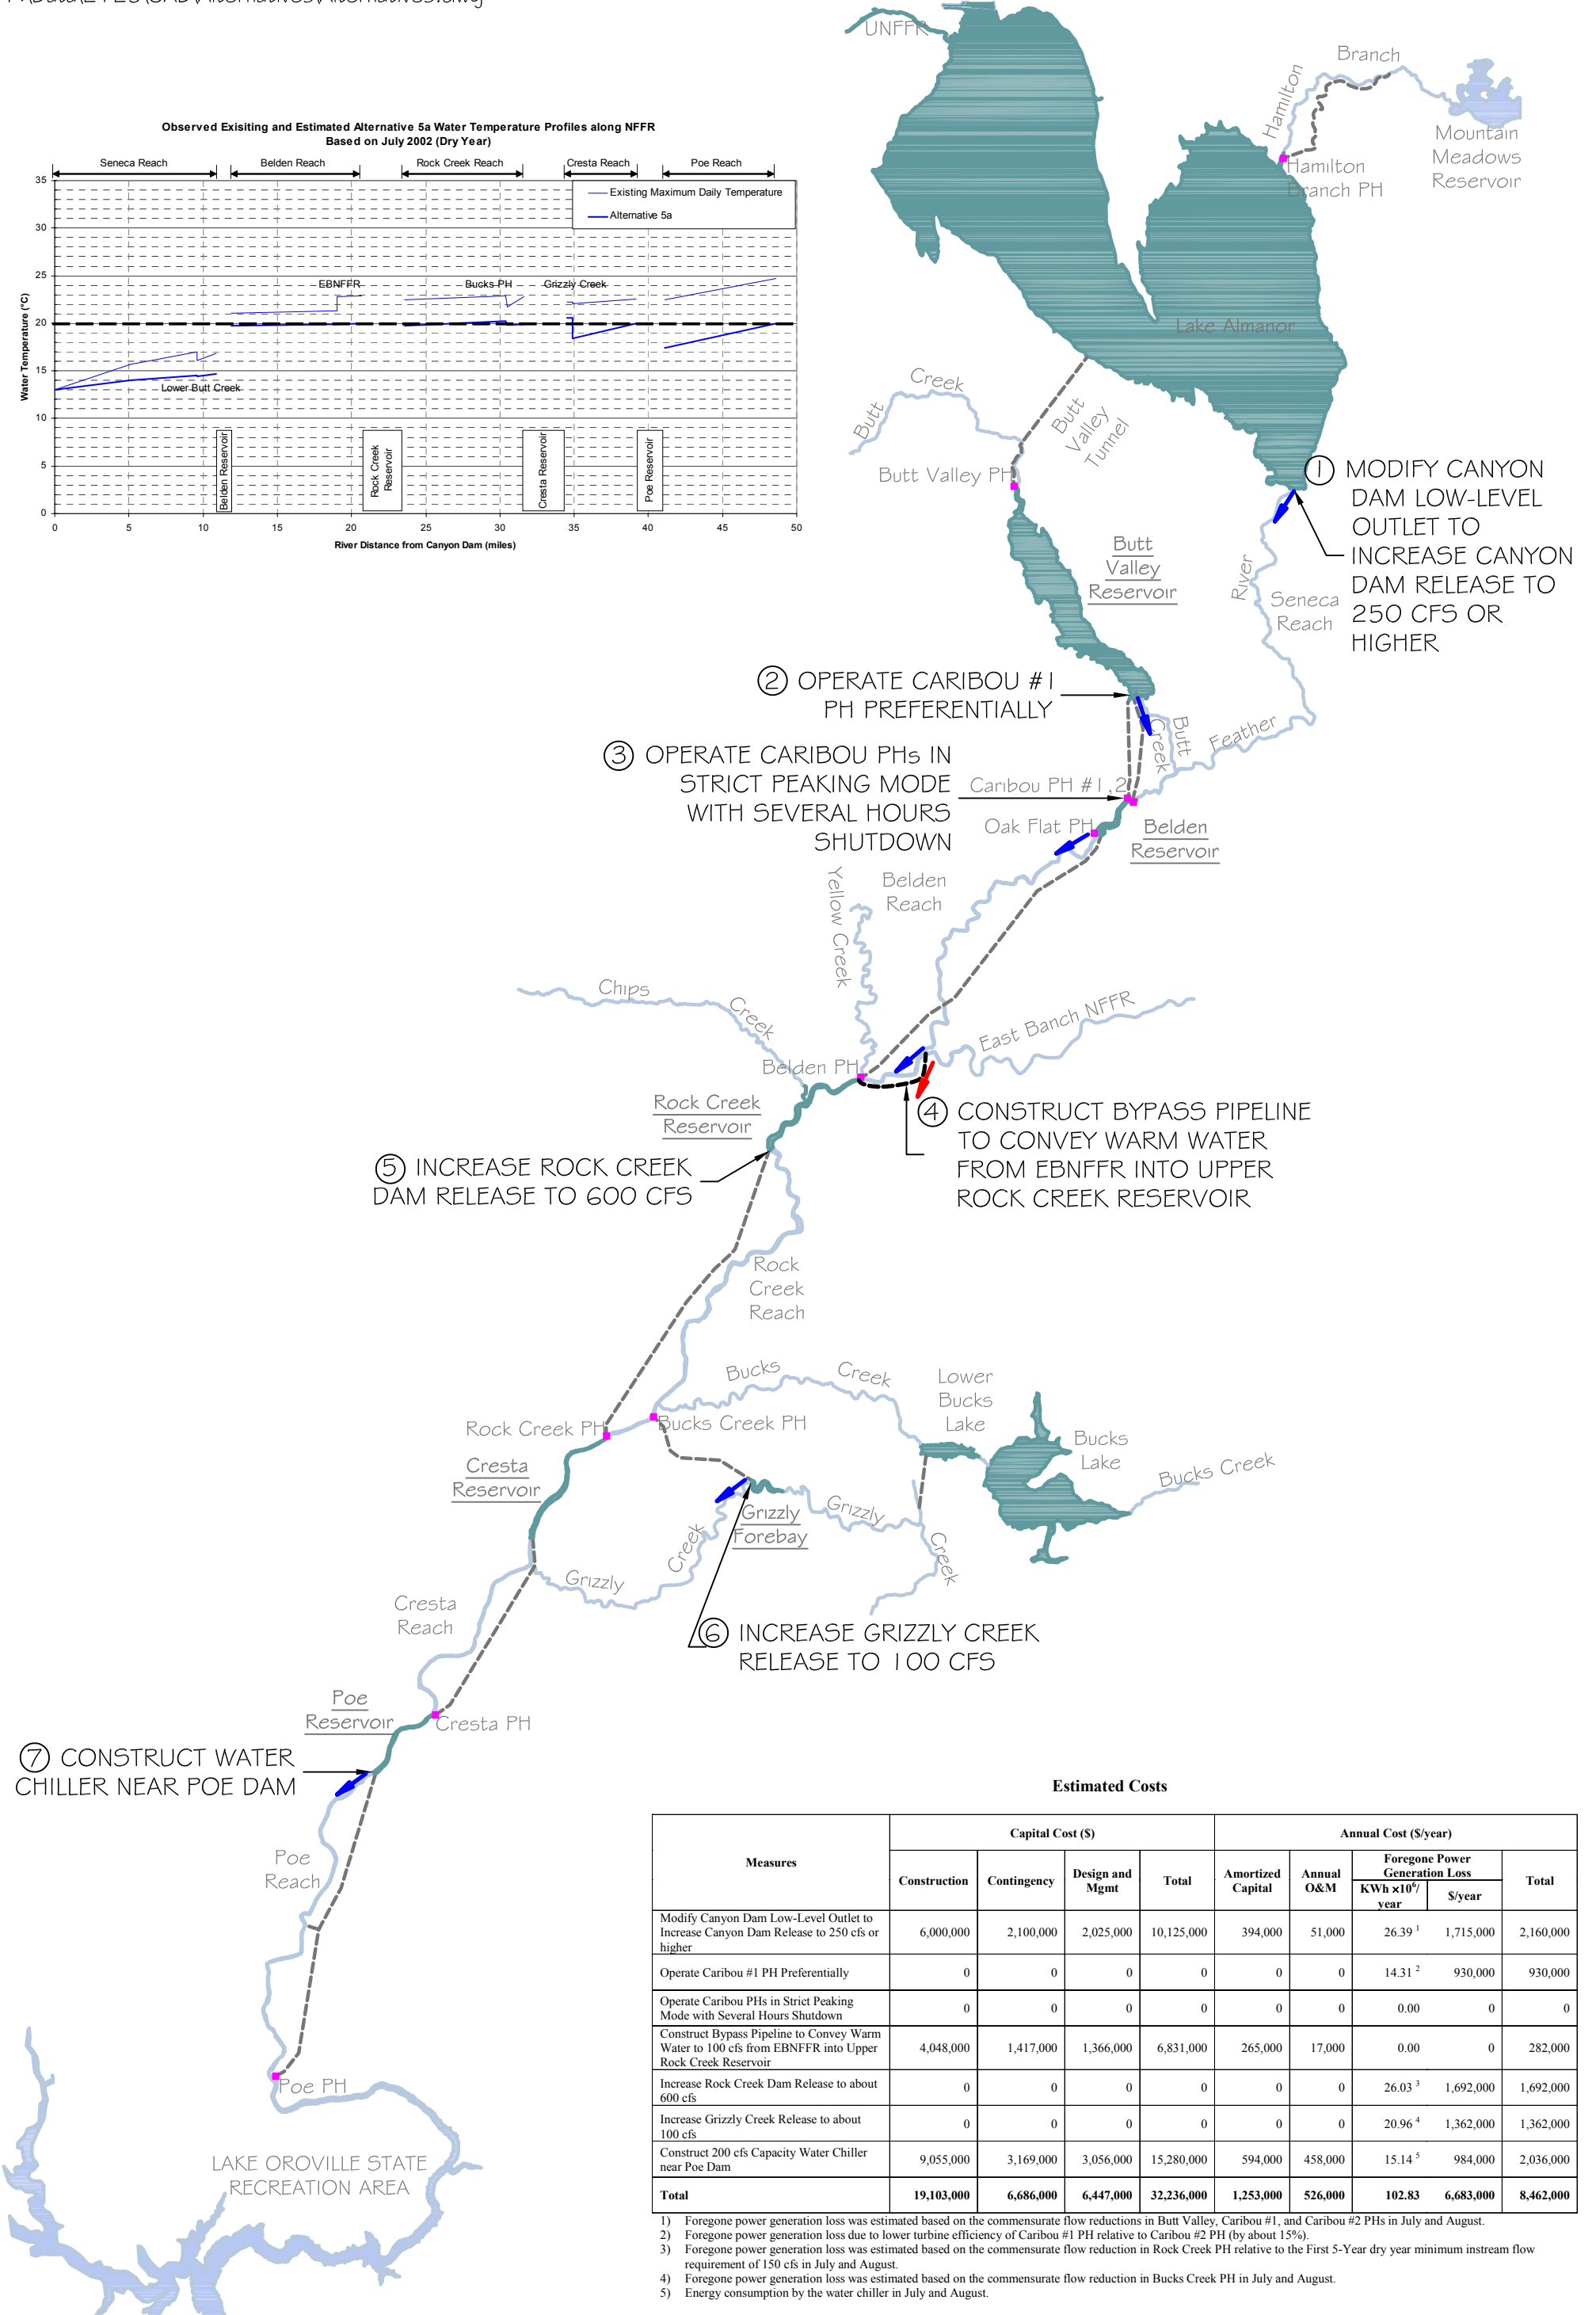 UNFFR
Hamilton
Branch
Mountain
Meadows
Reservoir
Hamilton
Branch PH
Observed Exisiting and Estimated Alternative 5a Water Temperature Profiles along NFFR
Based on July 2002 (Dry Year)
Seneca Reach
Belden Reach
Rock Creek Reach
Cresta Reach
Poe Reach
Existing Maximum Daily Temperature
Alternative 5a
35
30
25
20
15
10
5
0
Water Temperature (°C)
EBNFFR
Bucks PH
Grizzly Creek
Lower Butt Creek
Belden Reservoir
Rock Creek
Reservoir
Cresta Reservoir
Poe Reservoir
0 5 10 15 20 25 30 35 40 45 50
River Distance from Canyon Dam (miles)
Lake Almanor
Butt
Creek
Butt
Valley
Tunnel
Butt Valley PH
Butt
Valley
Reservoir
1 MODIFY CANYON
DAM LOW-LEVEL
OUTLET TO
INCREASE CANYON
DAM RELEASE TO
250 CFS OR
HIGHER
River
Seneca
Reach
2 OPERATE CARIBOU #1
PH PREFERENTIALLY
Butt
Creek
Feather
3 OPERATE CARIBOU PHs IN
STRICT PEAKING MODE
WITH SEVERAL HOURS
SHUTDOWN
Caribou PH #1,2
Oak Flat PH
Belden
Reservoir
Belden
Reach
Yellow Creek
Chips
Creek
East Banch NFFR
Belden PH
Rock Creek
Reservoir
4 CONSTRUCT BYPASS PIPELINE
TO CONVEY WARM WATER
FROM EBNFFR INTO UPPER
ROCK CREEK RESERVOIR
5 INCREASE ROCK CREEK
DAM RELEASE TO 600 CFS
Rock
Creek
Reach
Bucks
Creek
Lower
Bucks
Lake
Rock Creek PH
Bucks Creek PH
Bucks
Lake
Bucks Creek
Cresta
Reservoir
Grizzly
Forebay
Grizzly
Creek
Grizzly
Creek
Cresta
Reach
6 INCREASE GRIZZLY CREEK
RELEASE TO 100 CFS
Poe
Reservoir
Cresta PH
7 CONSTRUCT WATER
CHILLER NEAR POE DAM
Poe
Reach
Poe PH
LAKE OROVILLE STATE
RECREATION AREA
Estimated Costs
Measures
Capital Cost ($)
Annual Cost ($/year)
Construction
Contingency
Design and
Mgmt
Total
Amortized
Capital
Annual
O&M
Foregone Power
Generation Loss
KWh ×10⁶/
year
$/year
Total
Modify Canyon Dam Low-Level Outlet to
Increase Canyon Dam Release to 250 cfs or
higher
6,000,000 2,100,000 2,025,000 10,125,000 394,000 51,000 26.39 ¹ 1,715,000 2,160,000
Operate Caribou #1 PH Preferentially 0 0 0 0 0 0 14.31 ² 930,000 930,000
Operate Caribou PHs in Strict Peaking
Mode with Several Hours Shutdown
0 0 0 0 0 0 0.00 0 0
Construct Bypass Pipeline to Convey Warm
Water to 100 cfs from EBNFFR into Upper
Rock Creek Reservoir
4,048,000 1,417,000 1,366,000 6,831,000 265,000 17,000 0.00 0 282,000
Increase Rock Creek Dam Release to about
600 cfs
0 0 0 0 0 0 26.03 ³ 1,692,000 1,692,000
Increase Grizzly Creek Release to about
100 cfs
0 0 0 0 0 0 20.96 ⁴ 1,362,000 1,362,000
Construct 200 cfs Capacity Water Chiller
near Poe Dam
9,055,000 3,169,000 3,056,000 15,280,000 594,000 458,000 15.14 ⁵ 984,000 2,036,000
Total 19,103,000 6,686,000 6,447,000 32,236,000 1,253,000 526,000 102.83 6,683,000 8,462,000
1) Foregone power generation loss was estimated based on the commensurate flow reductions in Butt Valley, Caribou #1, and Caribou #2 PHs in July and August.
2) Foregone power generation loss due to lower turbine efficiency of Caribou #1 PH relative to Caribou #2 PH (by about 15%).
3) Foregone power generation loss was estimated based on the commensurate flow reduction in Rock Creek PH relative to the First 5-Year dry year minimum instream flow
requirement of 150 cfs in July and August.
4) Foregone power generation loss was estimated based on the commensurate flow reduction in Bucks Creek PH in July and August.
5) Energy consumption by the water chiller in July and August.